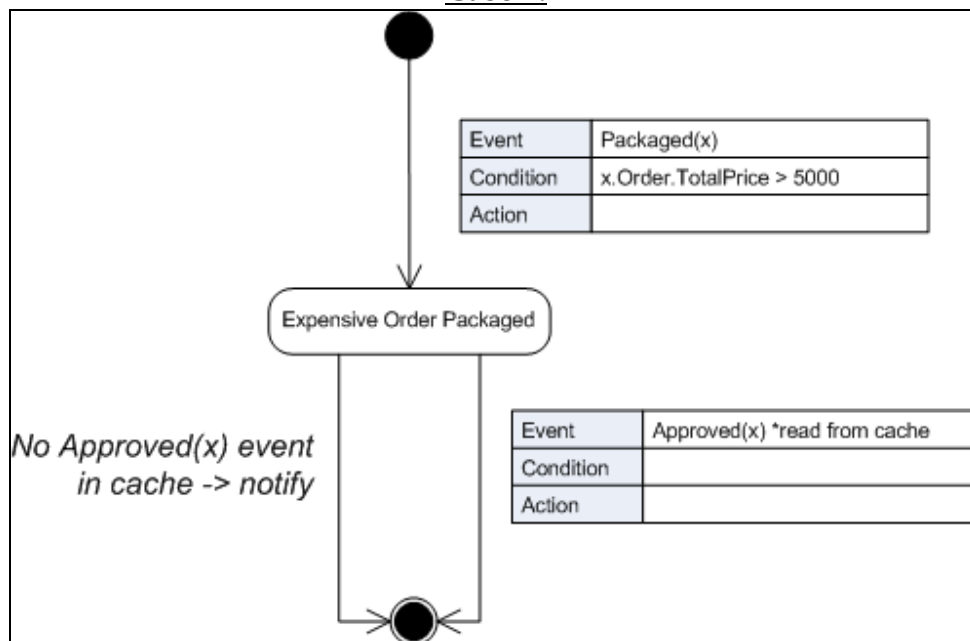 Event Packaged(x)
Condition x.Order.TotalPrice > 5000
Action
Expensive Order Packaged
No Approved(x) event
in cache -> notify
Event Approved(x) *read from cache
Condition
Action